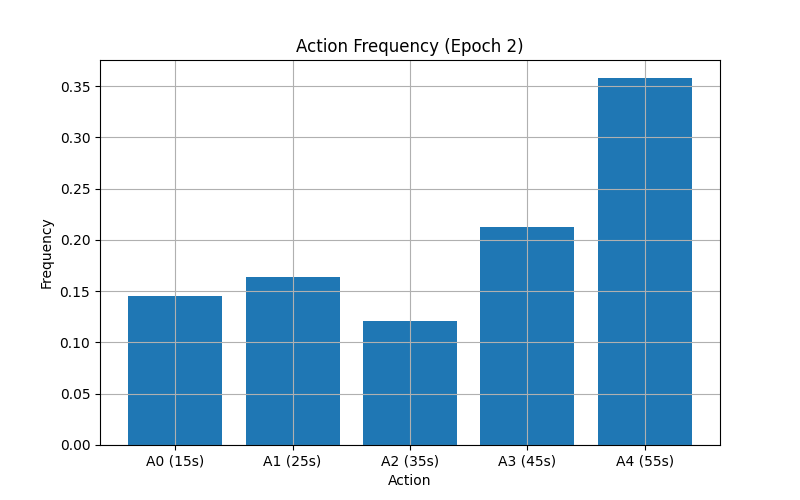 Action Frequency (Epoch 2)
0.35
0.30
0.25
0.20
0.15
0.10
0.05
0.00
Frequency
A0 (15s) A1 (25s) A2 (35s) A3 (45s) A4 (55s)
Action